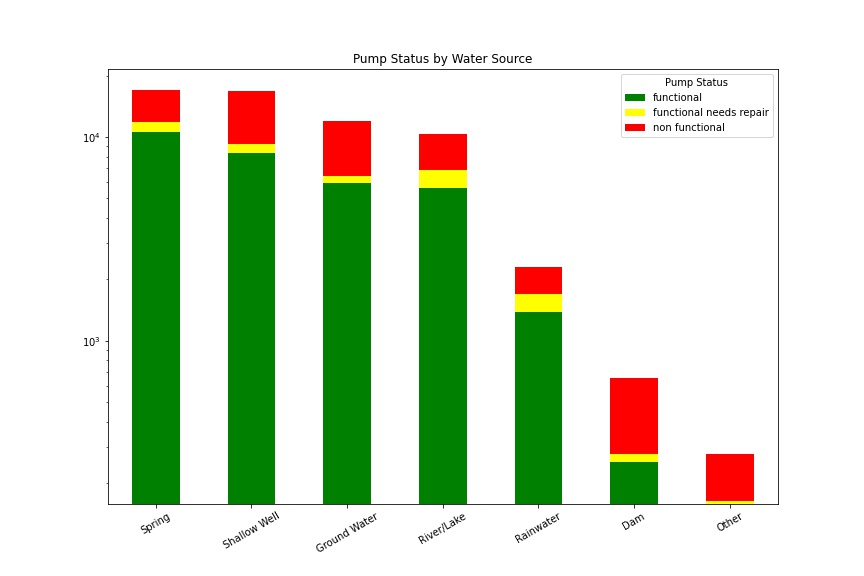 Pump Status by Water Source
Pump Status
functional
functional needs repair
non functional
10⁴
10³
Spring
Shallow Well
Ground Water
River/Lake
Rainwater
Dam
Other